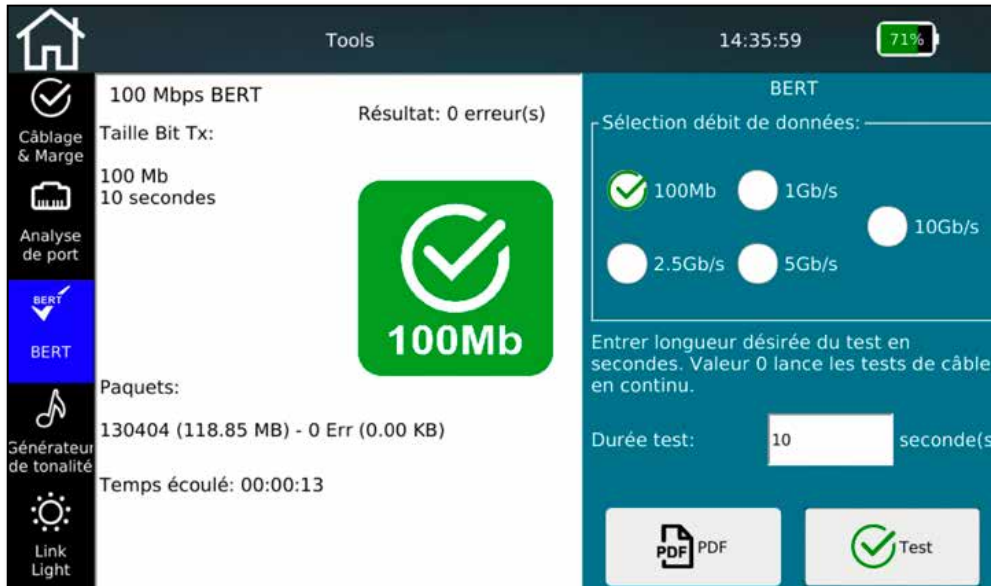 Tools
14:35:59
71%
Câblage
& Marge
Analyse
de port
BERT
BERT
Générateur
de tonalité
Link
Light
100 Mbps BERT
Résultat: 0 erreur(s)
Taille Bit Tx:
100 Mb
10 secondes
100Mb
Paquets:
130404 (118.85 MB) - 0 Err (0.00 KB)
Temps écoulé: 00:00:13
BERT
Sélection débit de données:
100Mb
1Gb/s
10Gb/s
2.5Gb/s
5Gb/s
Entrer longueur désirée du test en
secondes. Valeur 0 lance les tests de câble
en continu.
Durée test:
10
seconde(s
PDF
PDF
Test